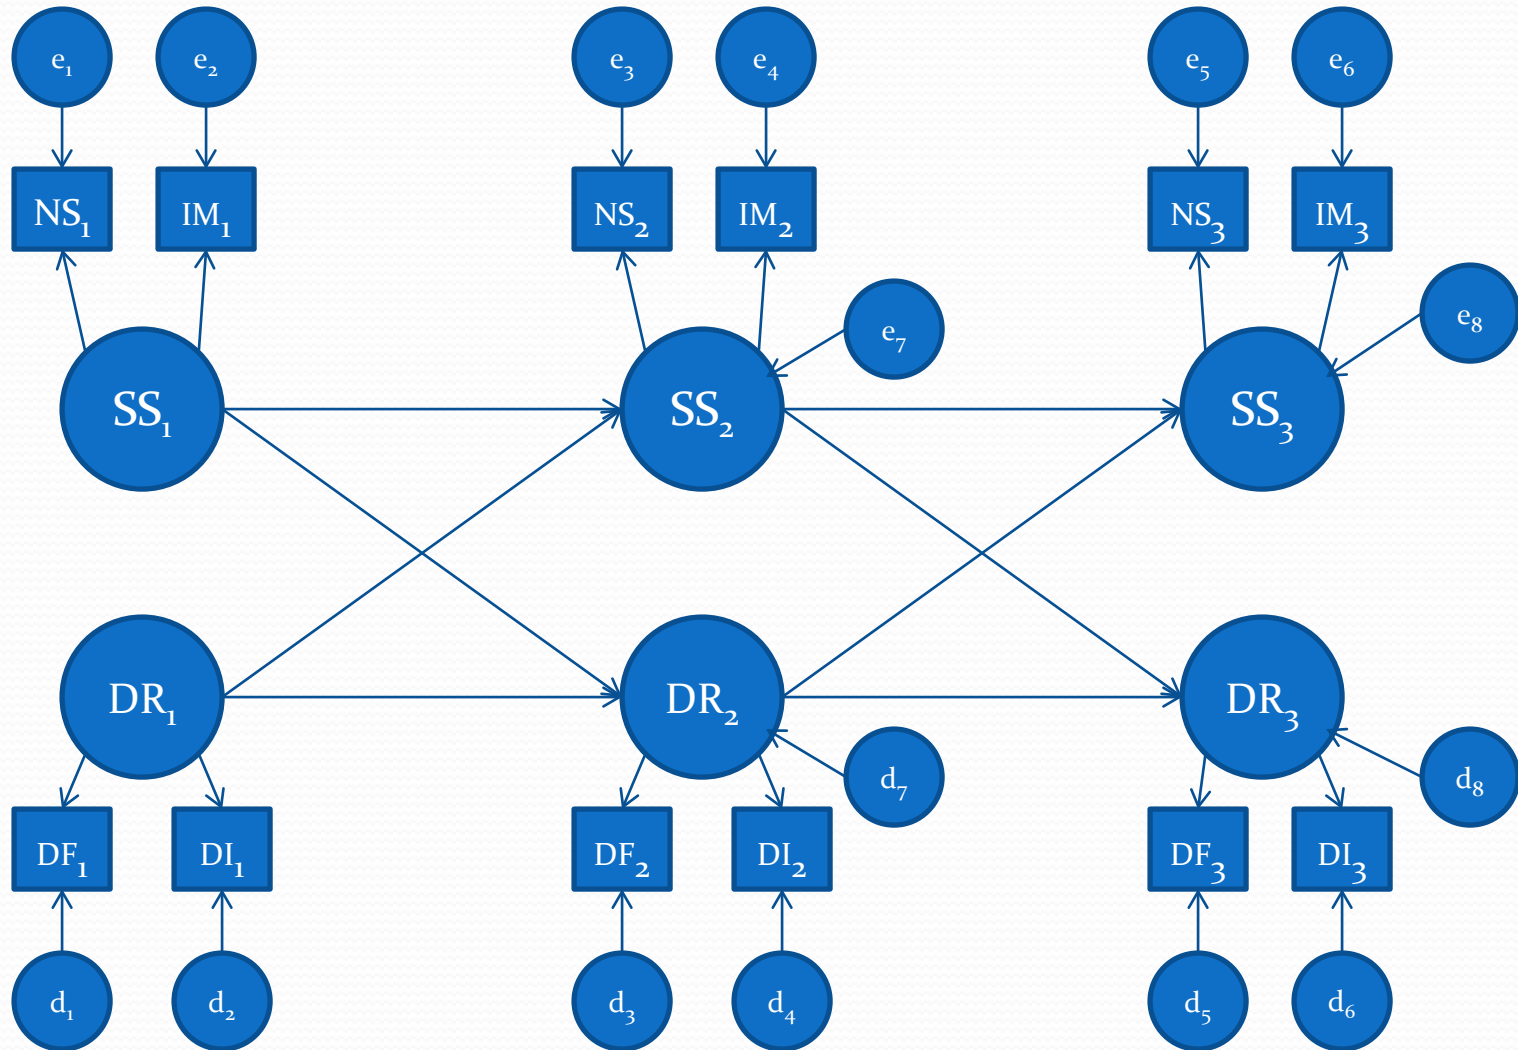 e₁ e₂ e₃ e₄ e₅ e₆
NS₁ IM₁ NS₂ IM₂ NS₃ IM₃
e₇ e₈
SS₁ SS₂ SS₃
DR₁ DR₂ DR₃
d₇ d₈
DF₁ DI₁ DF₂ DI₂ DF₃ DI₃
d₁ d₂ d₃ d₄ d₅ d₆